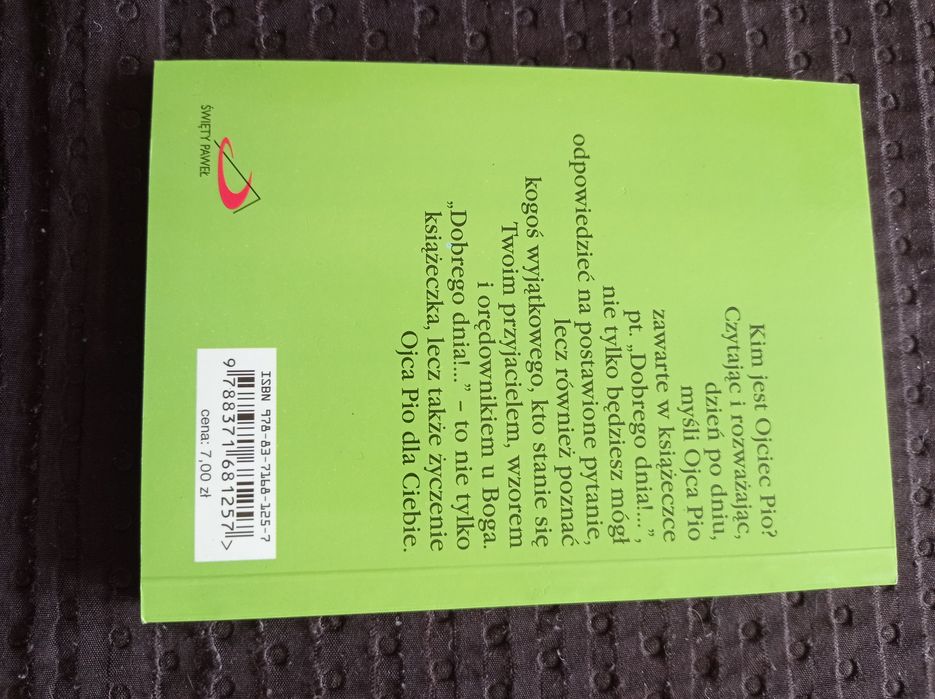 Kim jest Ojciec Pio?
Czytając i rozważając,
dzień po dniu,
myśli Ojca Pio
zawarte w książeczce
pt. „Dobrego dnia!... ,”
nie tylko będziesz mógł
odpowiedzieć na postawione pytanie,
lecz również poznać
kogoś wyjątkowego, kto stanie się
Twoim przyjacielem, wzorem
i orędownikiem u Boga.
„Dobrego dnia!...” – to nie tylko
książeczka, lecz także życzenie
Ojca Pio dla Ciebie.
ŚWIĘTY PAWEŁ
ISBN 978-83-7168-125-7
9 788371 681257 >
cena: 7,00 zł